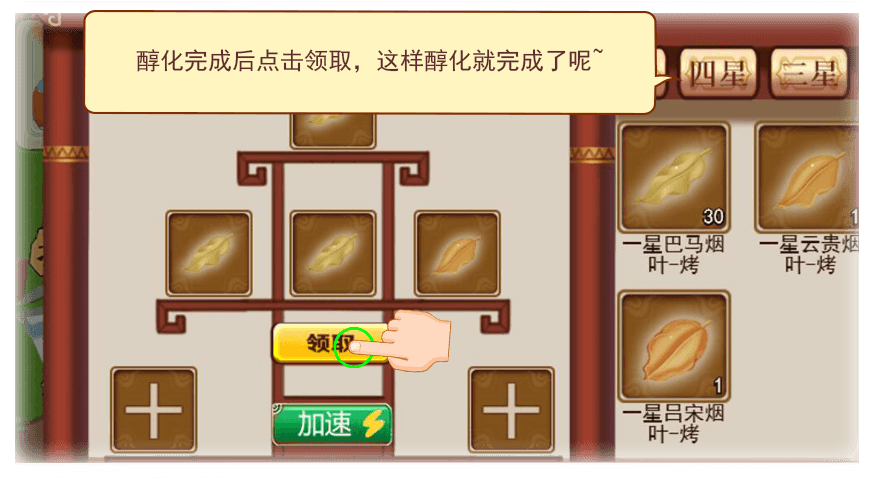 醇化完成后点击领取，这样醇化就完成了呢~
四星
三星
30
1
一星巴马烟
叶-烤
一星云贵烟
叶-烤
领取
1
一星吕宋烟
叶-烤
加速